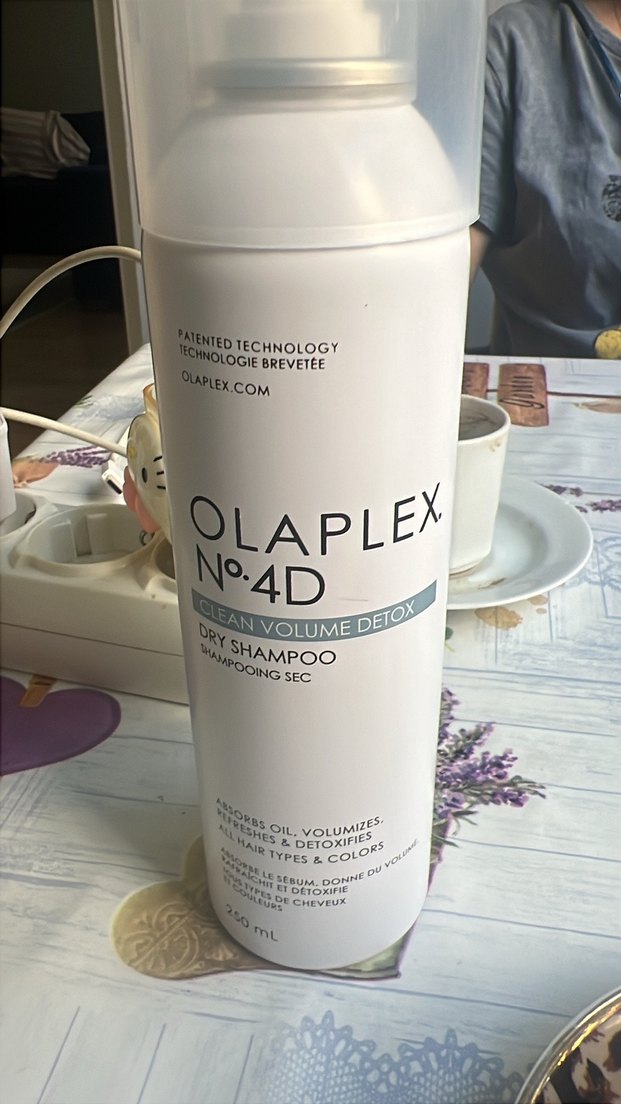 PATENTED TECHNOLOGY
TECHNOLOGIE BREVETÉE
OLAPLEX.COM
OLAPLEX.
Nº.4D
CLEAN VOLUME DETOX
DRY SHAMPOO
SHAMPOOING SEC
ABSORBS OIL, VOLUMIZES,
REFRESHES & DETOXIFIES
ALL HAIR TYPES & COLORS
ABSORBE LE SÉBUM, DONNE DU VOLUME,
RAFRAÎCHIT ET DÉTOXIFIE
TOUS TYPES DE CHEVEUX
ET COULEURS
250 mL